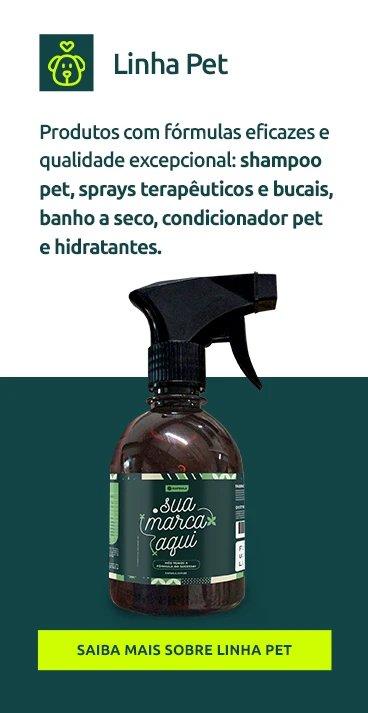 Linha Pet
Produtos com fórmulas eficazes e
qualidade excepcional: shampoo
pet, sprays terapêuticos e bucais,
banho a seco, condicionador pet
e hidratantes.
sua
marca
aqui
SAIBA MAIS SOBRE LINHA PET